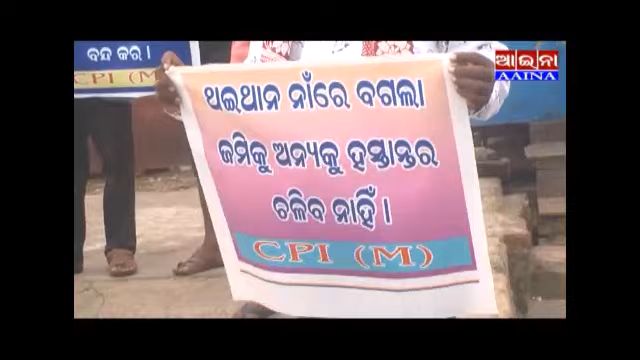 ବନ୍ଦ କର ।
CPI (M)
ଆଇନା
AAINA
ଥଇଥାନ ନାଁରେ ବଗଲା
ଜମିକୁ ଅନ୍ୟକୁ ହସ୍ତାନ୍ତର
ଚଳିବ ନାହିଁ ।
CPI (M)